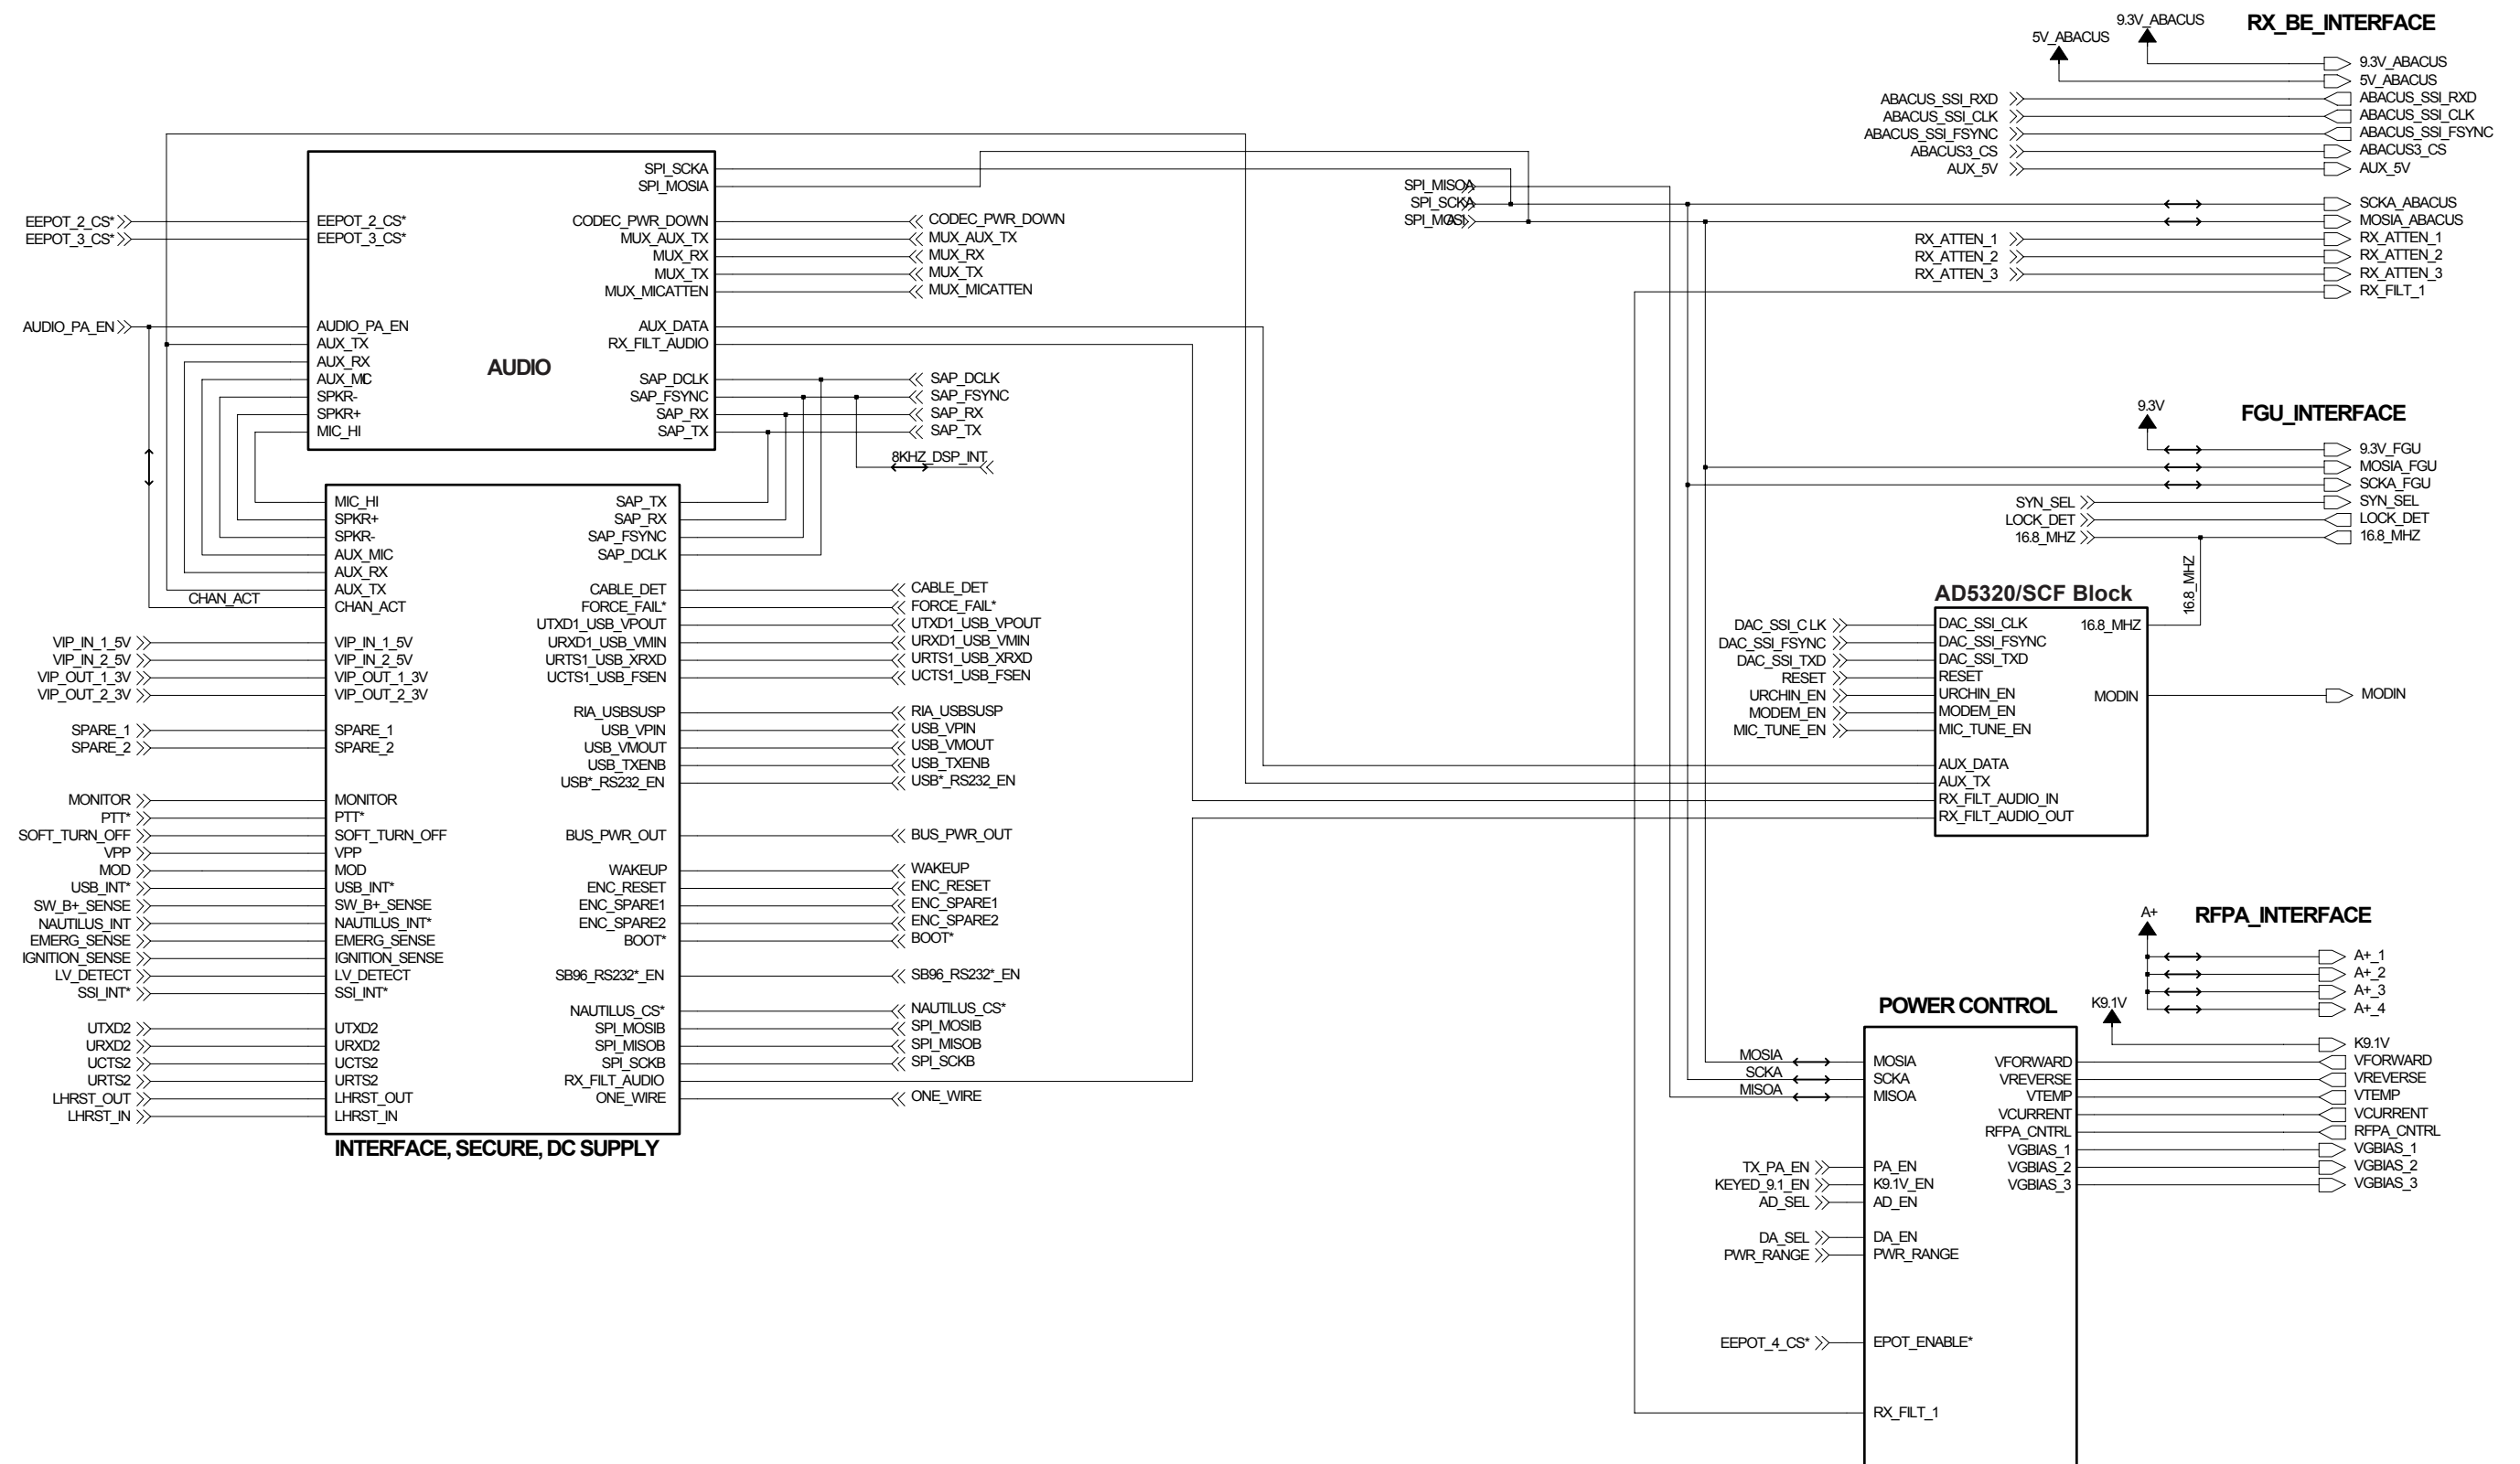 9.3V_ABACUS
RX_BE_INTERFACE
5V_ABACUS
9.3V_ABACUS
5V_ABACUS
ABACUS_SSI_RXD ABACUS_SSI_RXD
ABACUS_SSI_CLK ABACUS_SSI_CLK
ABACUS_SSI_FSYNC ABACUS_SSI_FSYNC
ABACUS3_CS ABACUS3_CS
AUX_5V AUX_5V
SPI_MISOA
SPI_SCKA SCKA_ABACUS
SPI_MOSIA MOSIA_ABACUS
RX_ATTEN_1 RX_ATTEN_1
RX_ATTEN_2 RX_ATTEN_2
RX_ATTEN_3 RX_ATTEN_3
RX_FILT_1
SPI_SCKA
SPI_MOSIA
EEPOT_2_CS* EEPOT_2_CS* CODEC_PWR_DOWN CODEC_PWR_DOWN
EEPOT_3_CS* EEPOT_3_CS* MUX_AUX_TX MUX_AUX_TX
MUX_RX MUX_RX
MUX_TX MUX_TX
MUX_MICATTEN MUX_MICATTEN
AUDIO_PA_EN AUDIO_PA_EN AUX_DATA
AUX_TX RX_FILT_AUDIO
AUX_RX
AUDIO
AUX_MC SAP_DCLK SAP_DCLK
SPKR- SAP_FSYNC SAP_FSYNC
SPKR+ SAP_RX SAP_RX
MIC_HI SAP_TX SAP_TX
8KHZ_DSP_INT
9.3V
FGU_INTERFACE
9.3V_FGU
MOSIA_FGU
SCKA_FGU
SYN_SEL SYN_SEL
LOCK_DET LOCK_DET
16.8_MHZ 16.8_MHZ
16.8_MHZ
MIC_HI SAP_TX
SPKR+ SAP_RX
SPKR- SAP_FSYNC
AUX_MIC SAP_DCLK
AUX_RX
AUX_TX CABLE_DET CABLE_DET
CHAN_ACT CHAN_ACT FORCE_FAIL* FORCE_FAIL*
UTXD1_USB_VPOUT UTXD1_USB_VPOUT
VIP_IN_1_5V VIP_IN_1_5V URXD1_USB_VMIN URXD1_USB_VMIN
VIP_IN_2_5V VIP_IN_2_5V URTS1_USB_XRXD URTS1_USB_XRXD
VIP_OUT_1_3V VIP_OUT_1_3V UCTS1_USB_FSEN UCTS1_USB_FSEN
VIP_OUT_2_3V VIP_OUT_2_3V
RIA_USBSUSP RIA_USBSUSP
SPARE_1 SPARE_1 USB_VPIN USB_VPIN
SPARE_2 SPARE_2 USB_VMOUT USB_VMOUT
USB_TXENB USB_TXENB
USB*_RS232_EN USB*_RS232_EN
MONITOR MONITOR
PTT* PTT*
SOFT_TURN_OFF SOFT_TURN_OFF BUS_PWR_OUT BUS_PWR_OUT
VPP VPP
MOD MOD WAKEUP WAKEUP
USB_INT* USB_INT* ENC_RESET ENC_RESET
SW_B+_SENSE SW_B+_SENSE ENC_SPARE1 ENC_SPARE1
NAUTILUS_INT NAUTILUS_INT* ENC_SPARE2 ENC_SPARE2
EMERG_SENSE EMERG_SENSE BOOT* BOOT*
IGNITION_SENSE IGNITION_SENSE
LV_DETECT LV_DETECT SB96_RS232*_EN SB96_RS232*_EN
SSI_INT* SSI_INT*
NAUTILUS_CS* NAUTILUS_CS*
UTXD2 UTXD2 SPI_MOSIB SPI_MOSIB
URXD2 URXD2 SPI_MISOB SPI_MISOB
UCTS2 UCTS2 SPI_SCKB SPI_SCKB
URTS2 URTS2 RX_FILT_AUDIO
LHRST_OUT LHRST_OUT ONE_WIRE ONE_WIRE
LHRST_IN LHRST_IN
INTERFACE, SECURE, DC SUPPLY
AD5320/SCF Block
DAC_SSI_CLK DAC_SSI_CLK 16.8_MHZ
DAC_SSI_FSYNC DAC_SSI_FSYNC
DAC_SSI_TXD DAC_SSI_TXD
RESET RESET
URCHIN_EN URCHIN_EN MODIN MODIN
MODEM_EN MODEM_EN
MIC_TUNE_EN MIC_TUNE_EN
AUX_DATA
AUX_TX
RX_FILT_AUDIO_IN
RX_FILT_AUDIO_OUT
A+
RFPA_INTERFACE
A+_1
A+_2
A+_3
A+_4
POWER CONTROL
K9.1V
K9.1V
MOSIA MOSIA VFORWARD VFORWARD
SCKA SCKA VREVERSE VREVERSE
MISOA MISOA VTEMP VTEMP
VCURRENT VCURRENT
RFPA_CNTRL RFPA_CNTRL
VGBIAS_1 VGBIAS_1
TX_PA_EN PA_EN VGBIAS_2 VGBIAS_2
KEYED_9.1_EN K9.1V_EN VGBIAS_3 VGBIAS_3
AD_SEL AD_EN
DA_SEL DA_EN
PWR_RANGE PWR_RANGE
EEPOT_4_CS* EPOT_ENABLE*
RX_FILT_1